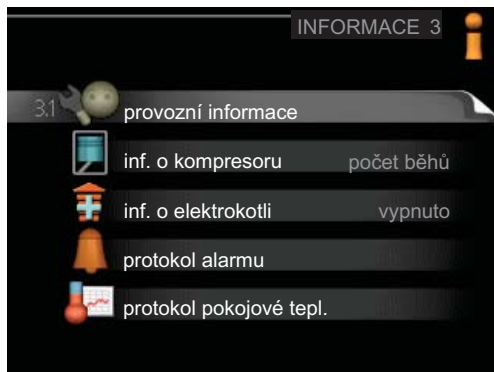 INFORMACE 3
3.1 provozní informace
inf. o kompresoru počet běhů
inf. o elektrokotli vypnuto
protokol alarmu
protokol pokojové tepl.